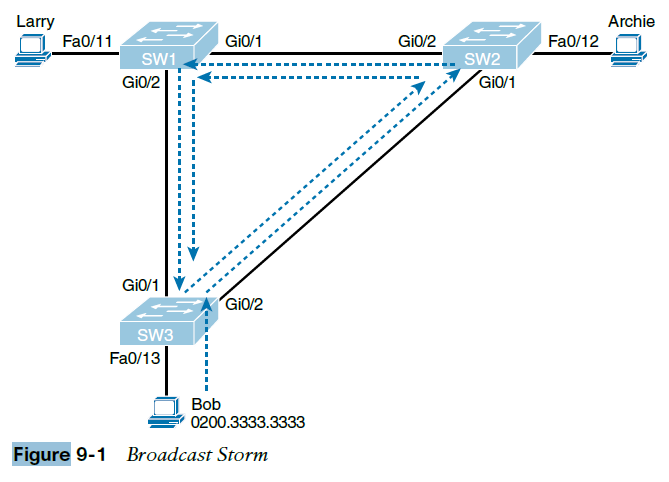 Larry
Archie
Fa0/11
Gi0/1
Gi0/2
Fa0/12
SW1
SW2
Gi0/2
Gi0/1
Gi0/1
Gi0/2
SW3
Fa0/13
Bob
0200.3333.3333
Figure 9-1 Broadcast Storm